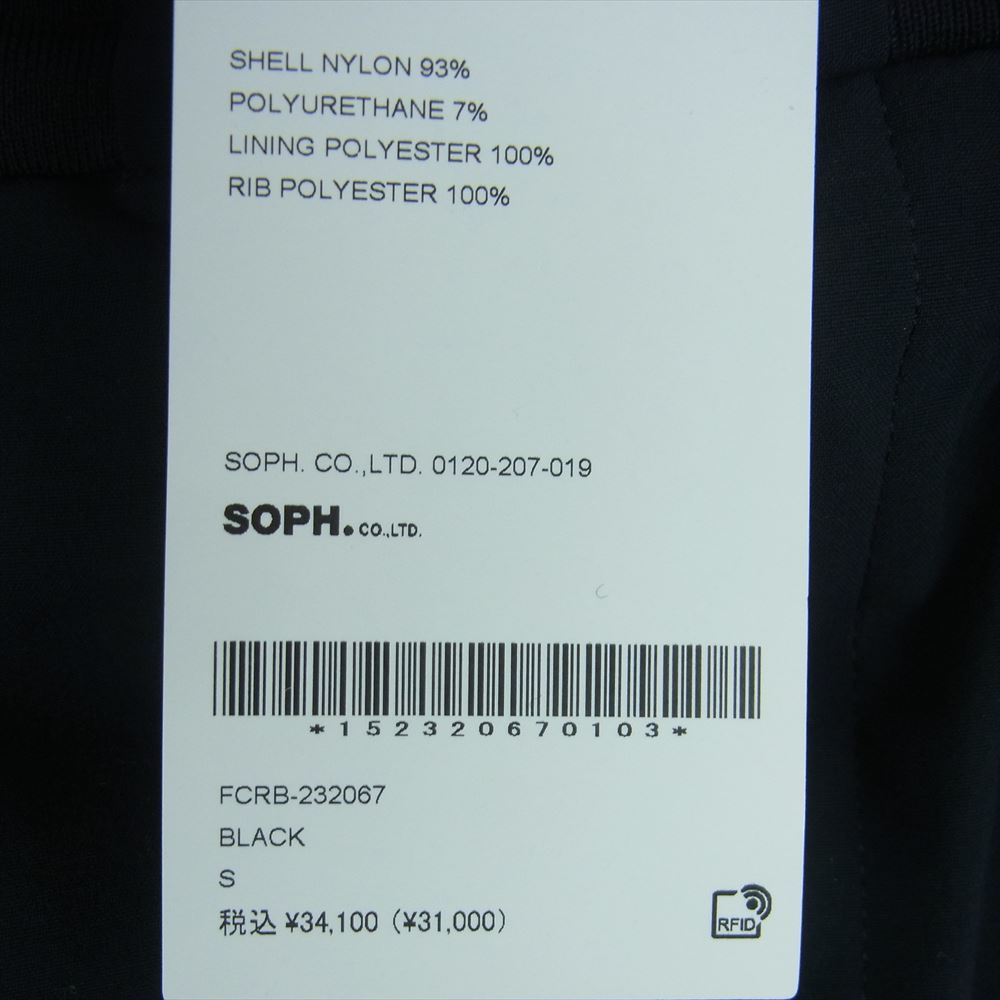 SHELL NYLON 93%
POLYURETHANE 7%
LINING POLYESTER 100%
RIB POLYESTER 100%
SOPH. CO.,LTD. 0120-207-019
SOPH. CO.,LTD.
*152320670103*
FCRB-232067
BLACK
S
税込 ¥34,100 (¥31,000)
RFID